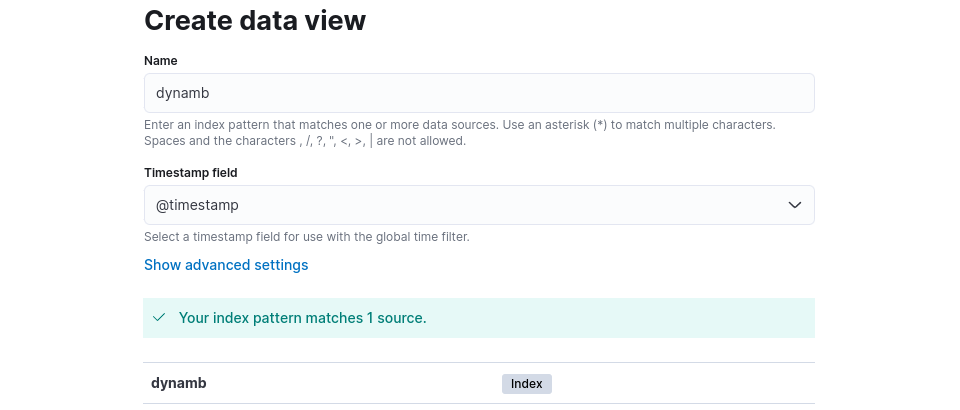 Create data view
Name
dynamb
Enter an index pattern that matches one or more data sources. Use an asterisk (*) to match multiple characters.
Spaces and the characters , /, ?, ", <, >, | are not allowed.
Timestamp field
@timestamp
Select a timestamp field for use with the global time filter.
Show advanced settings
Your index pattern matches 1 source.
dynamb Index